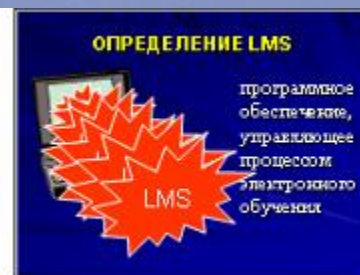 ОПРЕДЕЛЕНИЕ LMS
программное
обеспечение,
управляющее
процессом
электронного
обучения
LMS